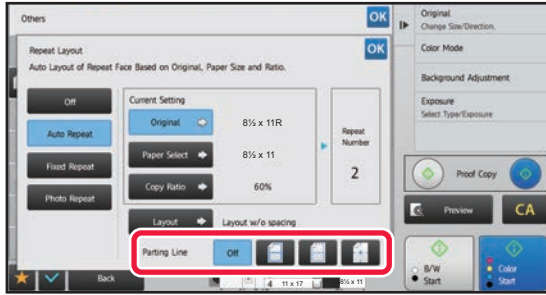 Others
OK
Repeat Layout
OK
Auto Layout of Repeat Face Based on Original, Paper Size and Ratio.
Off
Auto Repeat
Fixed Repeat
Photo Repeat
Current Setting
Original
8½ x 11R
Paper Select
8½ x 11
Copy Ratio
60%
Repeat
Number
2
Layout
Layout w/o spacing
Parting Line
Off
Back
4
11 x 17
8½ x 11
Original
Change Size/Direction.
Color Mode
Background Adjustment
Exposure
Select Type/Exposure
Proof Copy
Preview
CA
B/W
Start
Color
Start